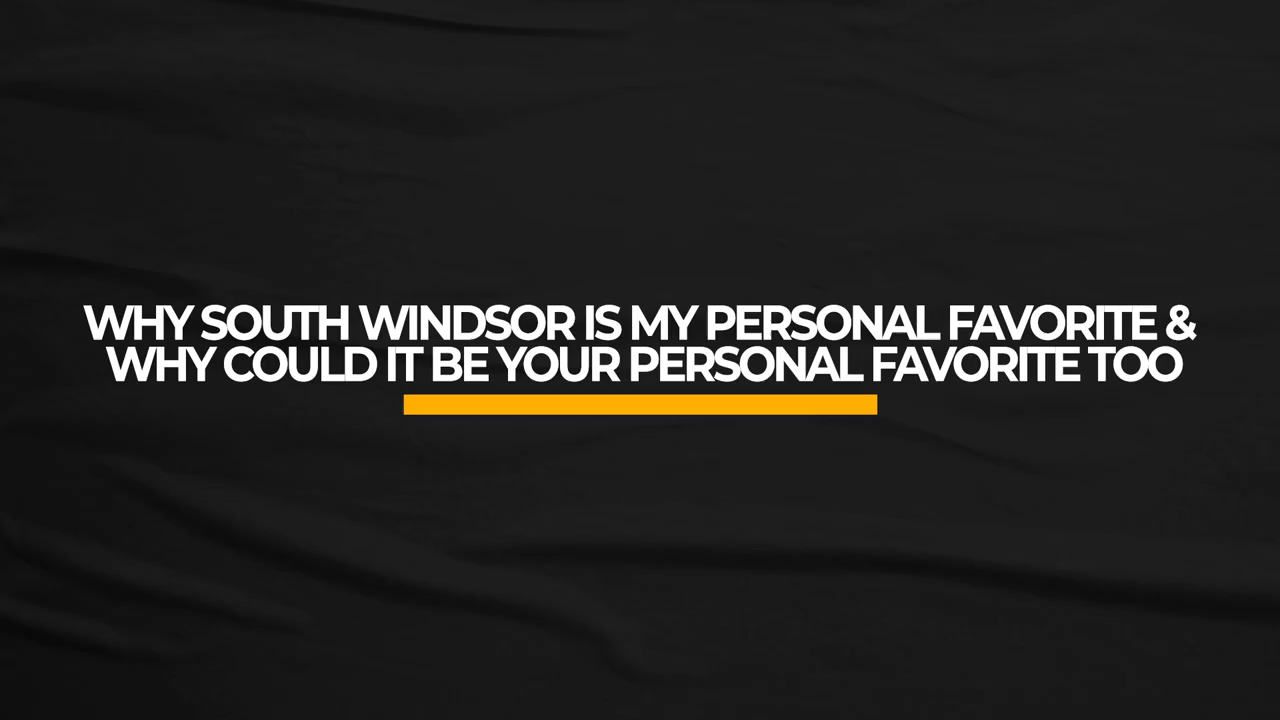 WHY SOUTH WINDSOR IS MY PERSONAL FAVORITE &
WHY COULD IT BE YOUR PERSONAL FAVORITE TOO